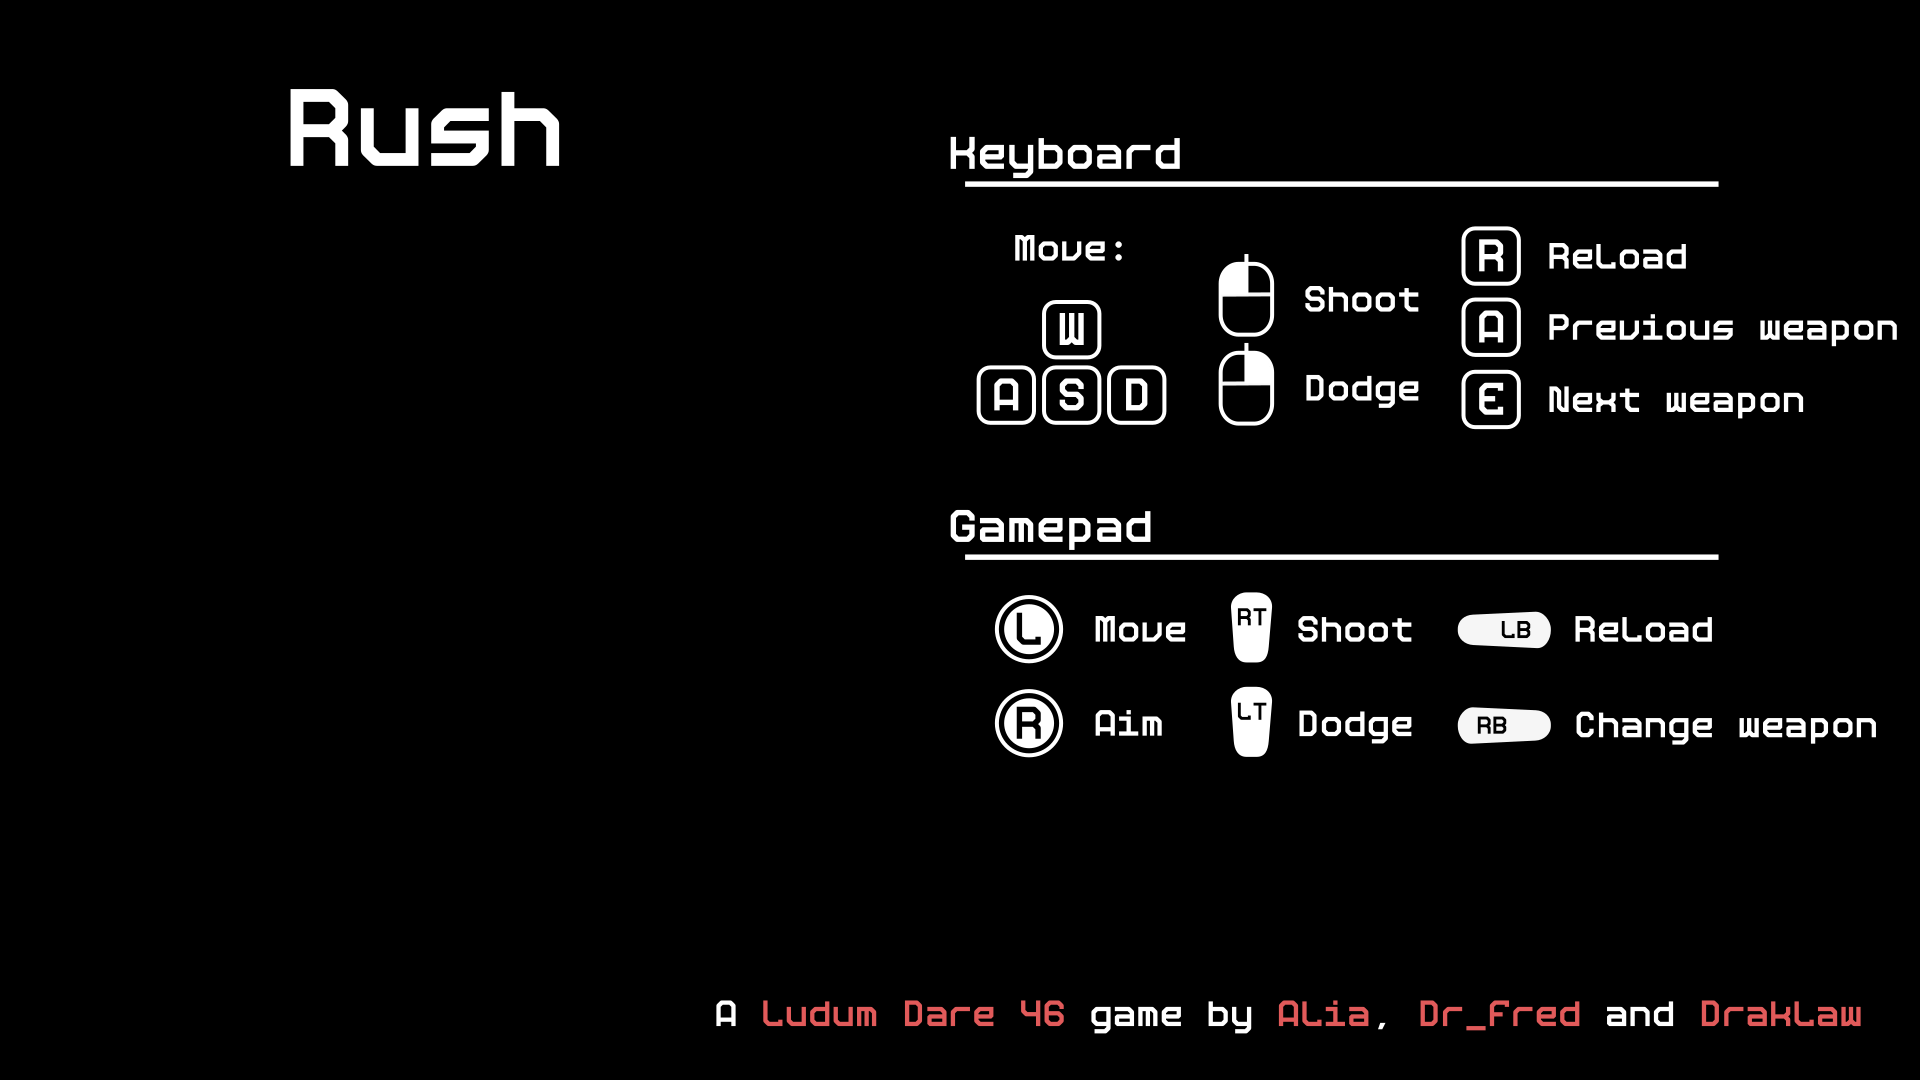 Rush
Keyboard
Move:
W
A S D
Shoot
Dodge
R Reload
A Previous weapon
E Next weapon
Gamepad
L Move RT Shoot LB Reload
R Aim LT Dodge RB Change weapon
A Ludum Dare 46 game by Alia, Dr_Fred and Draklaw